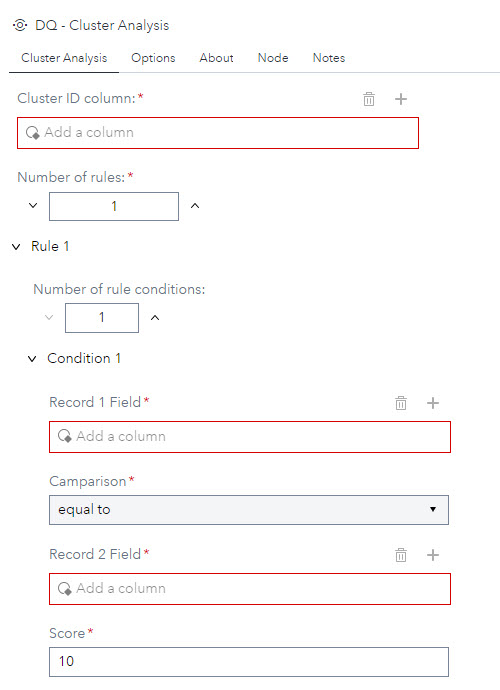 DQ - Cluster Analysis
Cluster Analysis Options About Node Notes
Cluster ID column:*
Add a column
Number of rules:*
1
Rule 1
Number of rule conditions:
1
Condition 1
Record 1 Field*
Add a column
Camparison*
equal to
Record 2 Field*
Add a column
Score*
10